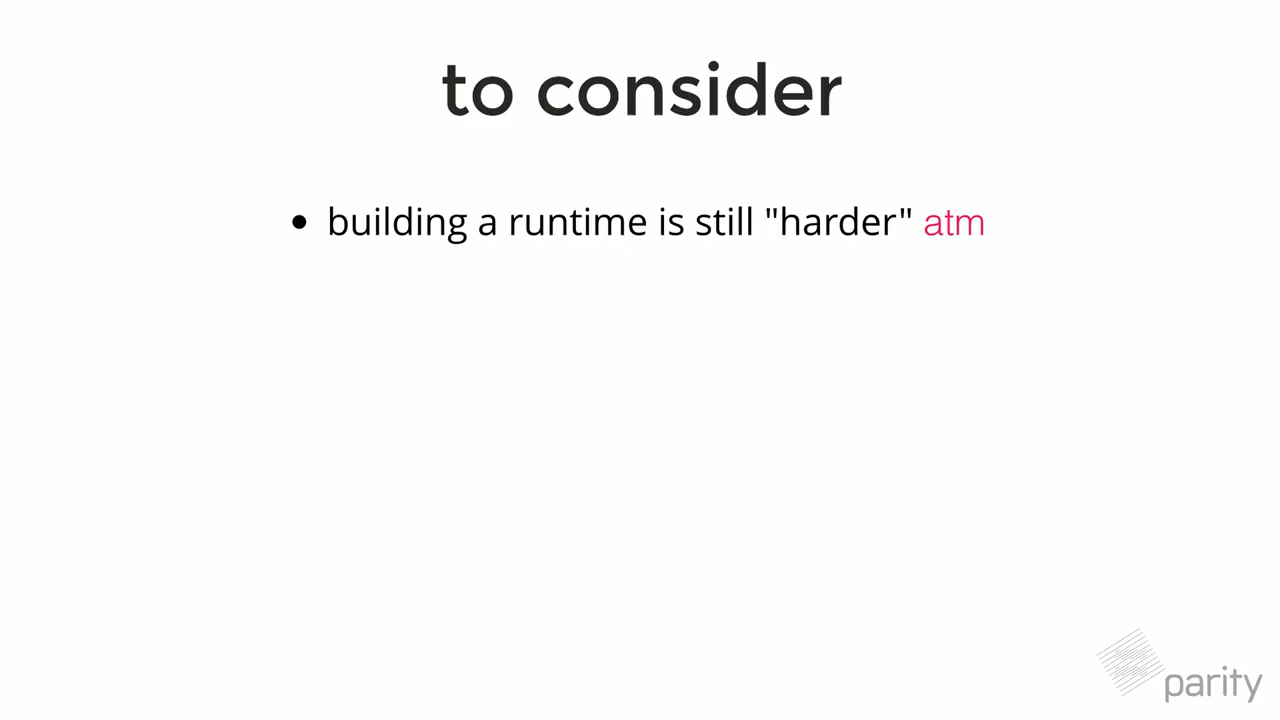 to consider
• building a runtime is still "harder" atm
parity